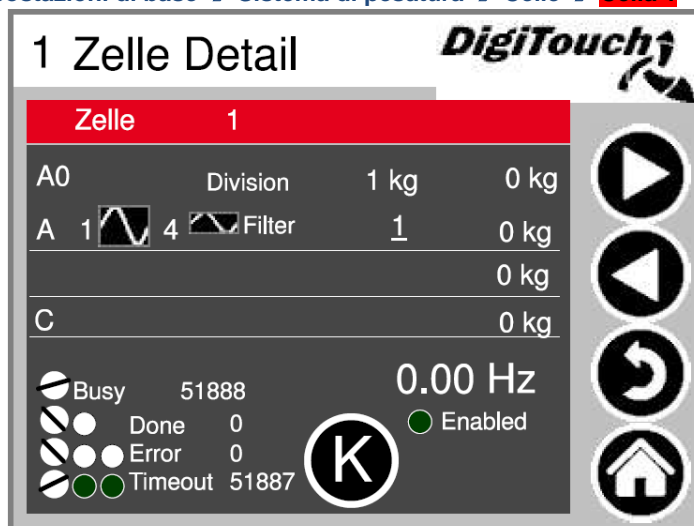 1 Zelle Detail
DigiTouch
Zelle 1
A0 Division 1 kg 0 kg
A 1 4 Filter 1 0 kg
0 kg
C 0 kg
0.00 Hz
Busy 51888
Enabled
Done 0
Error 0
Timeout 51887
K